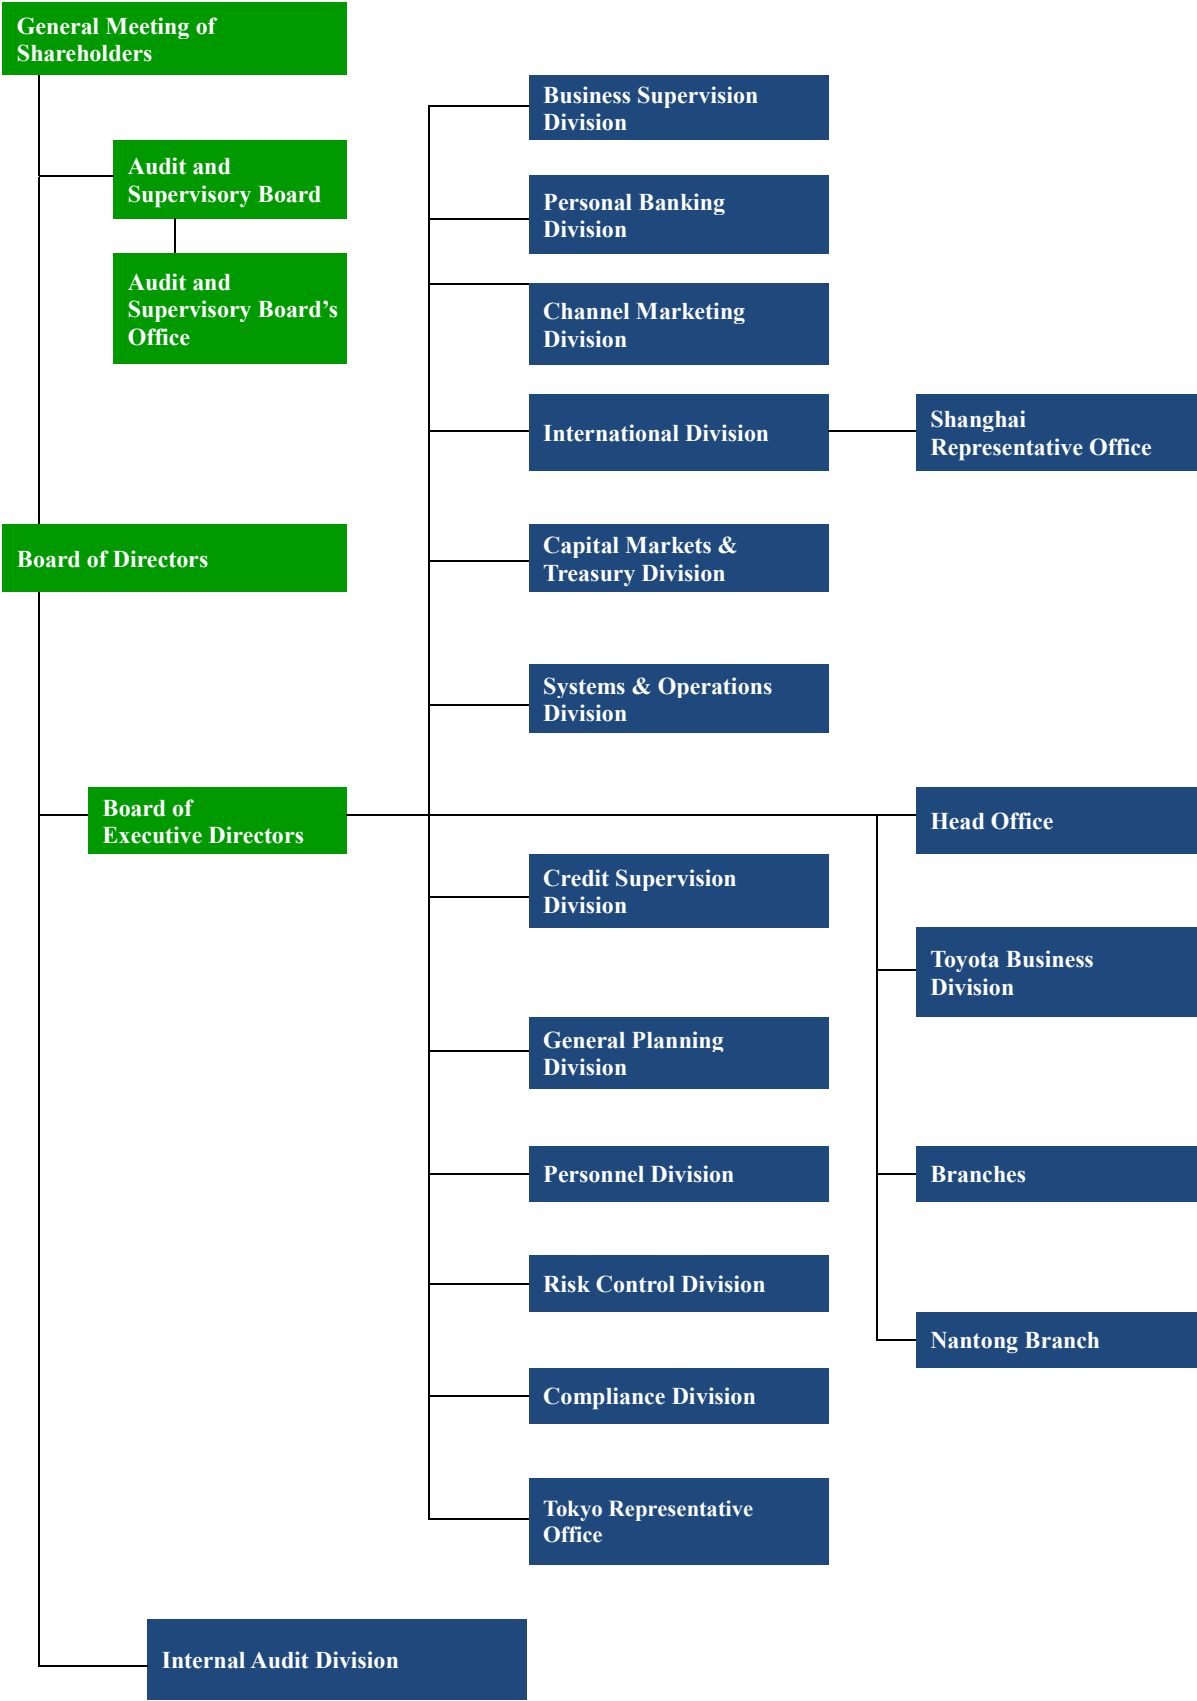 General Meeting of
Shareholders
Business Supervision
Division
Audit and
Supervisory Board
Personal Banking
Division
Audit and
Supervisory Board’s
Office
Channel Marketing
Division
International Division
Shanghai
Representative Office
Board of Directors
Capital Markets &
Treasury Division
Systems & Operations
Division
Board of
Executive Directors
Head Office
Credit Supervision
Division
Toyota Business
Division
General Planning
Division
Personnel Division
Branches
Risk Control Division
Nantong Branch
Compliance Division
Tokyo Representative
Office
Internal Audit Division